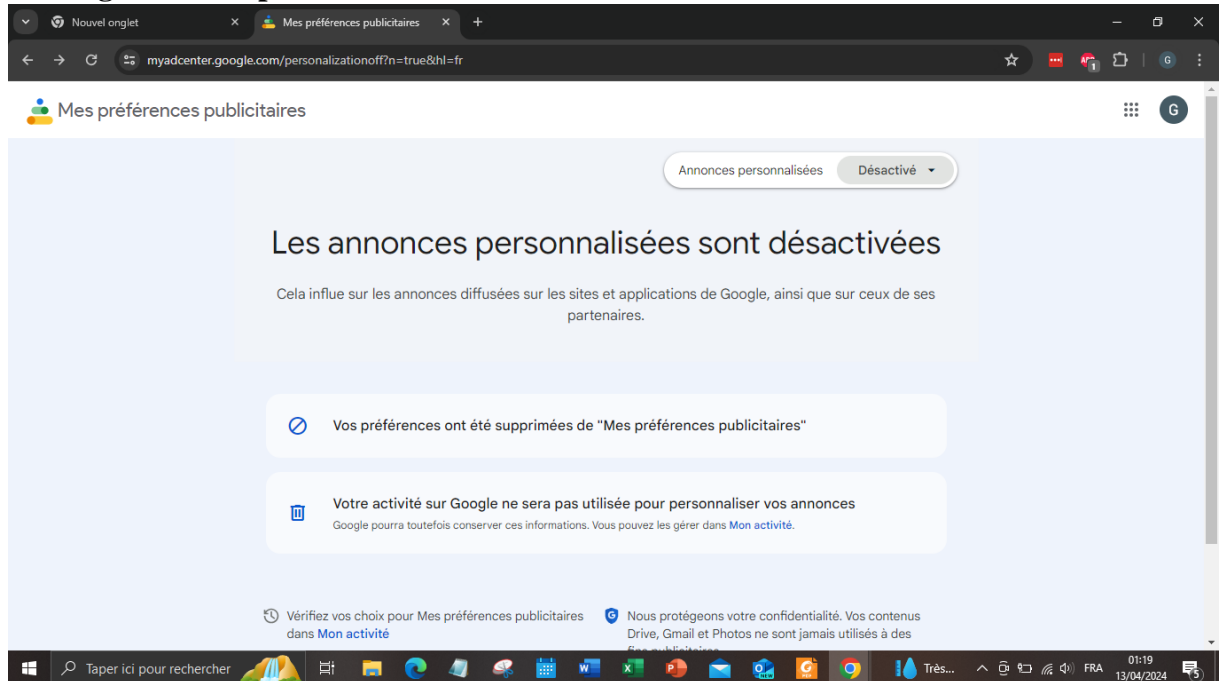 Nouvel onglet
Mes préférences publicitaires
myadcenter.google.com/personalizationoff?n=true&hl=fr
G
Mes préférences publicitaires
G
Annonces personnalisées Désactivé
Les annonces personnalisées sont désactivées
Cela influe sur les annonces diffusées sur les sites et applications de Google, ainsi que sur ceux de ses
partenaires.
Vos préférences ont été supprimées de "Mes préférences publicitaires"
Votre activité sur Google ne sera pas utilisée pour personnaliser vos annonces
Google pourra toutefois conserver ces informations. Vous pouvez les gérer dans Mon activité.
Vérifiez vos choix pour Mes préférences publicitaires
dans Mon activité
Nous protégeons votre confidentialité. Vos contenus
Drive, Gmail et Photos ne sont jamais utilisés à des
fins publicitaires
Taper ici pour rechercher
Très...
FRA
01:19
13/04/2024
5